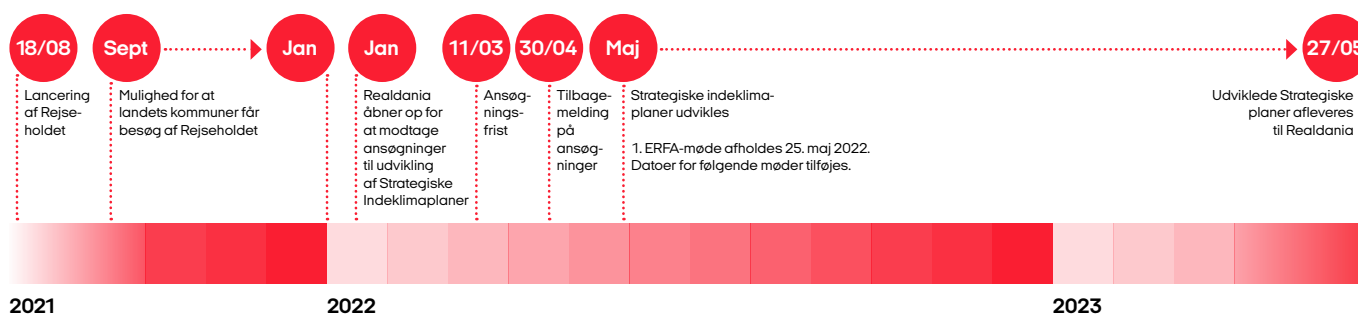 18/08
Lancering
af Rejse-
holdet
Sept
Mulighed for at
landets kommuner får
besøg af Rejseholdet
Jan
Jan
Realdania
åbner op for
at modtage
ansøgninger
til udvikling
af Strategiske
Indeklimaplaner
11/03
Ansøg-
nings-
frist
30/04
Tilbage-
melding
på
ansøg-
ninger
Maj
Strategiske indeklima-
planer udvikles
1. ERFA-møde afholdes 25. maj 2022.
Datoer for følgende møder tilføjes.
27/05
Udviklede Strategiske
planer afleveres
til Realdania
2021
2022
2023